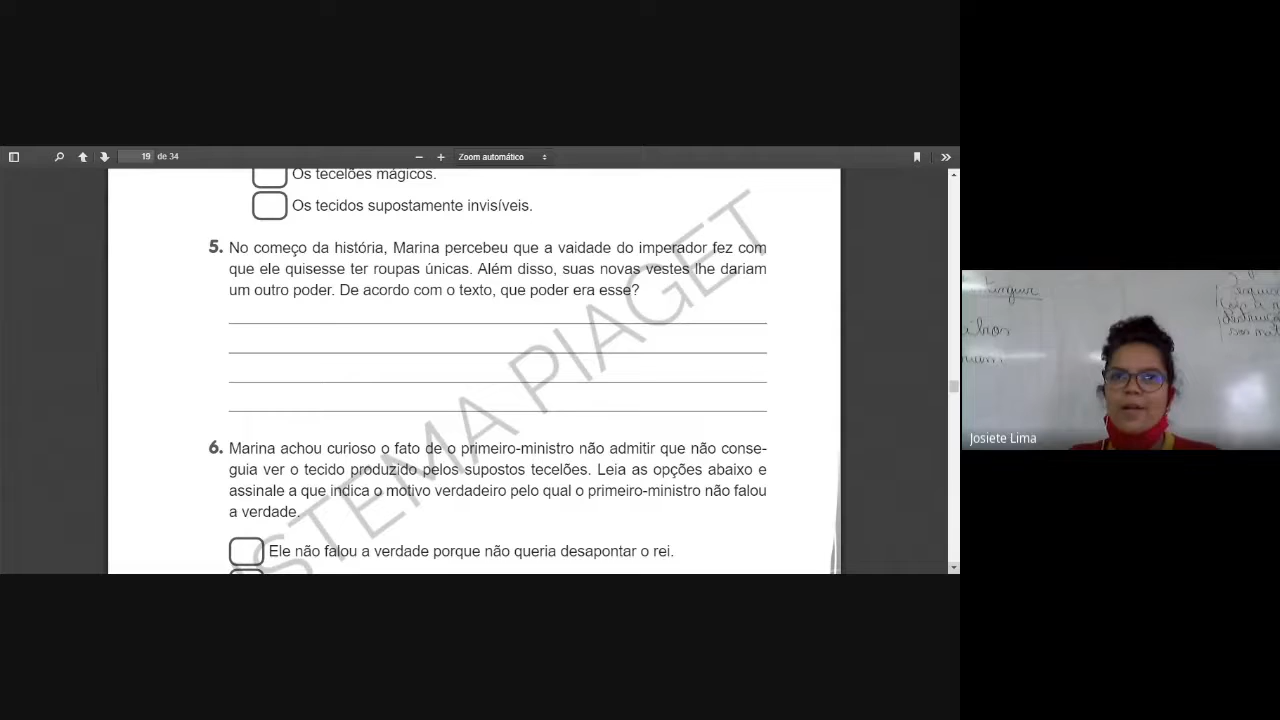 19 de 34
Zoom automático
Os tecelões mágicos.
Os tecidos supostamente invisíveis.
5. No começo da história, Marina percebeu que a vaidade do imperador fez com
que ele quisesse ter roupas únicas. Além disso, suas novas vestes lhe dariam
um outro poder. De acordo com o texto, que poder era esse?
6. Marina achou curioso o fato de o primeiro-ministro não admitir que não conse-
guia ver o tecido produzido pelos supostos tecelões. Leia as opções abaixo e
assinale a que indica o motivo verdadeiro pelo qual o primeiro-ministro não falou
a verdade.
Ele não falou a verdade porque não queria desapontar o rei.
STEMA PIAGET
Josiete Lima